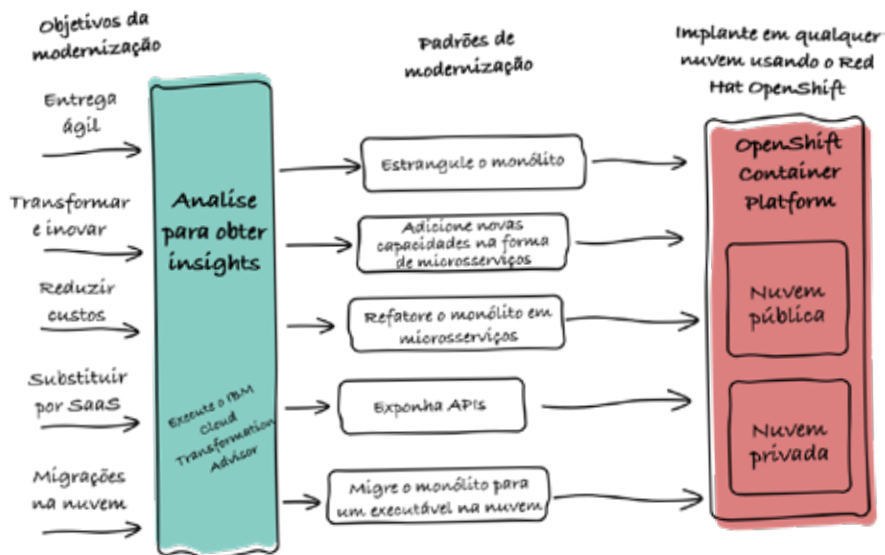 Objetivos da
modernização
Entrega
ágil
Transformar
e inovar
Reduzir
custos
Substituir
por SaaS
Migrações
na nuvem
Analise
para obter
insights
Execute o IBM
Cloud
Transformation
Advisor
Padrões de
modernização
Estrangule o monólito
Adicione novas
capacidades na forma
de microsserviços
Refatore o monólito em
microsserviços
Exponha APIs
Migre o monólito para
um executável na nuvem
Implante em qualquer
nuvem usando o Red
Hat OpenShift
OpenShift
Container
Platform
Nuvem
pública
Nuvem
privada